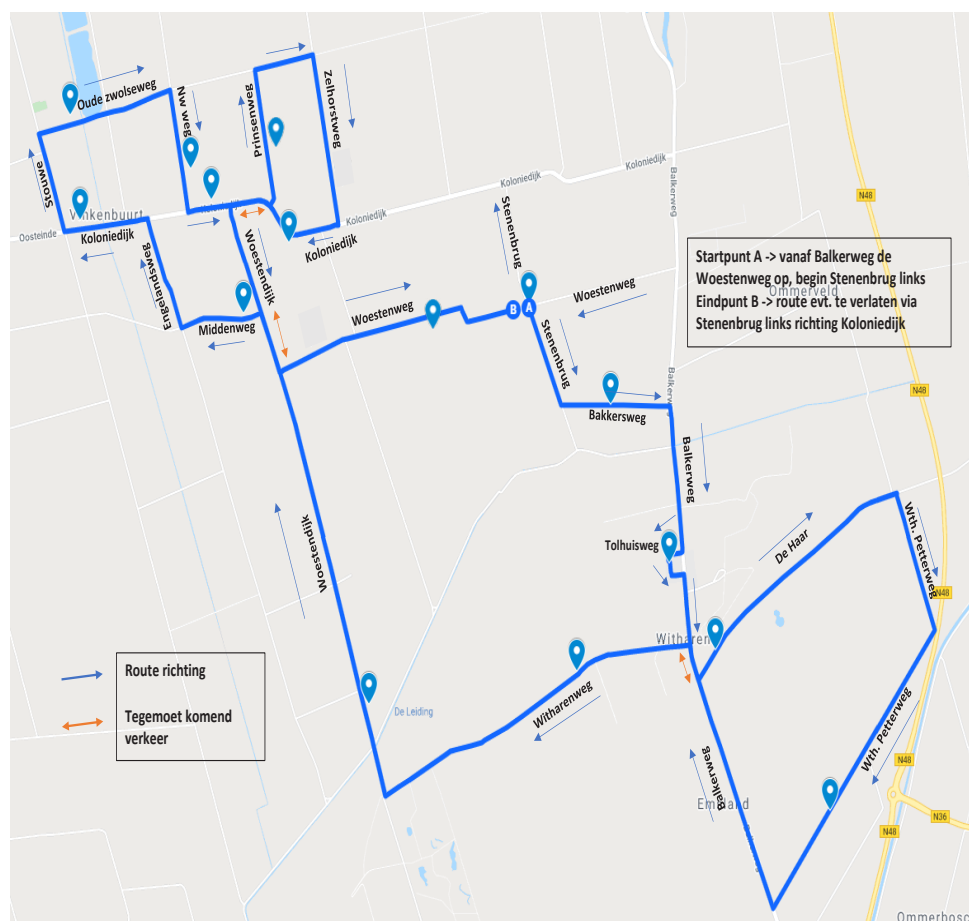 Oude zwolseweg
Nw weg
Prinsenweg
Zelhorstweg
Stouwe
Vinkenbuurt
Oosteinde
Koloniedijk
Koloniedijk
Koloniedijk
Koloniedijk
Koloniedijk
Balkerweg
N48
Engelandsweg
Woestendijk
Middenweg
Woestenweg
Stenenbrug
B
A
Woestenweg
Stenenbrug
Startpunt A -> vanaf Balkerweg de
Woestenweg op, begin Stenenbrug links
Eindpunt B -> route evt. te verlaten via
Stenenbrug links richting Koloniedijk
Ommerveld
N48
Bakkersweg
Balkerweg
Balkerweg
Tolhuisweg
De Haar
Wth. Petterweg
N48
Woestendijk
Witharen
Witharenweg
De Leiding
Wth. Petterweg
Balkerweg
Emsland
Balkerweg
N48
N36
N48
Ommerbosch
Route richting
Tegemoet komend
verkeer